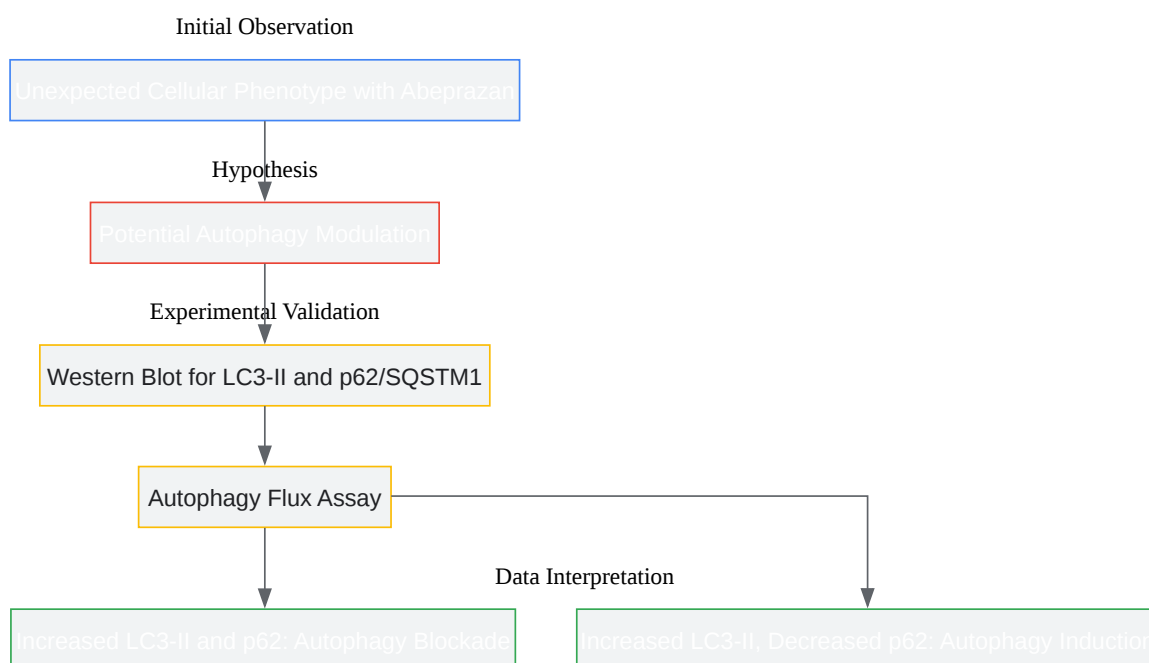 Initial Observation
Unexpected Cellular Phenotype with Abeprazan
Hypothesis
Potential Autophagy Modulation
Experimental Validation
Western Blot for LC3-II and p62/SQSTM1
Autophagy Flux Assay
Data Interpretation
Increased LC3-II and p62: Autophagy Blockade
Increased LC3-II, Decreased p62: Autophagy Induction